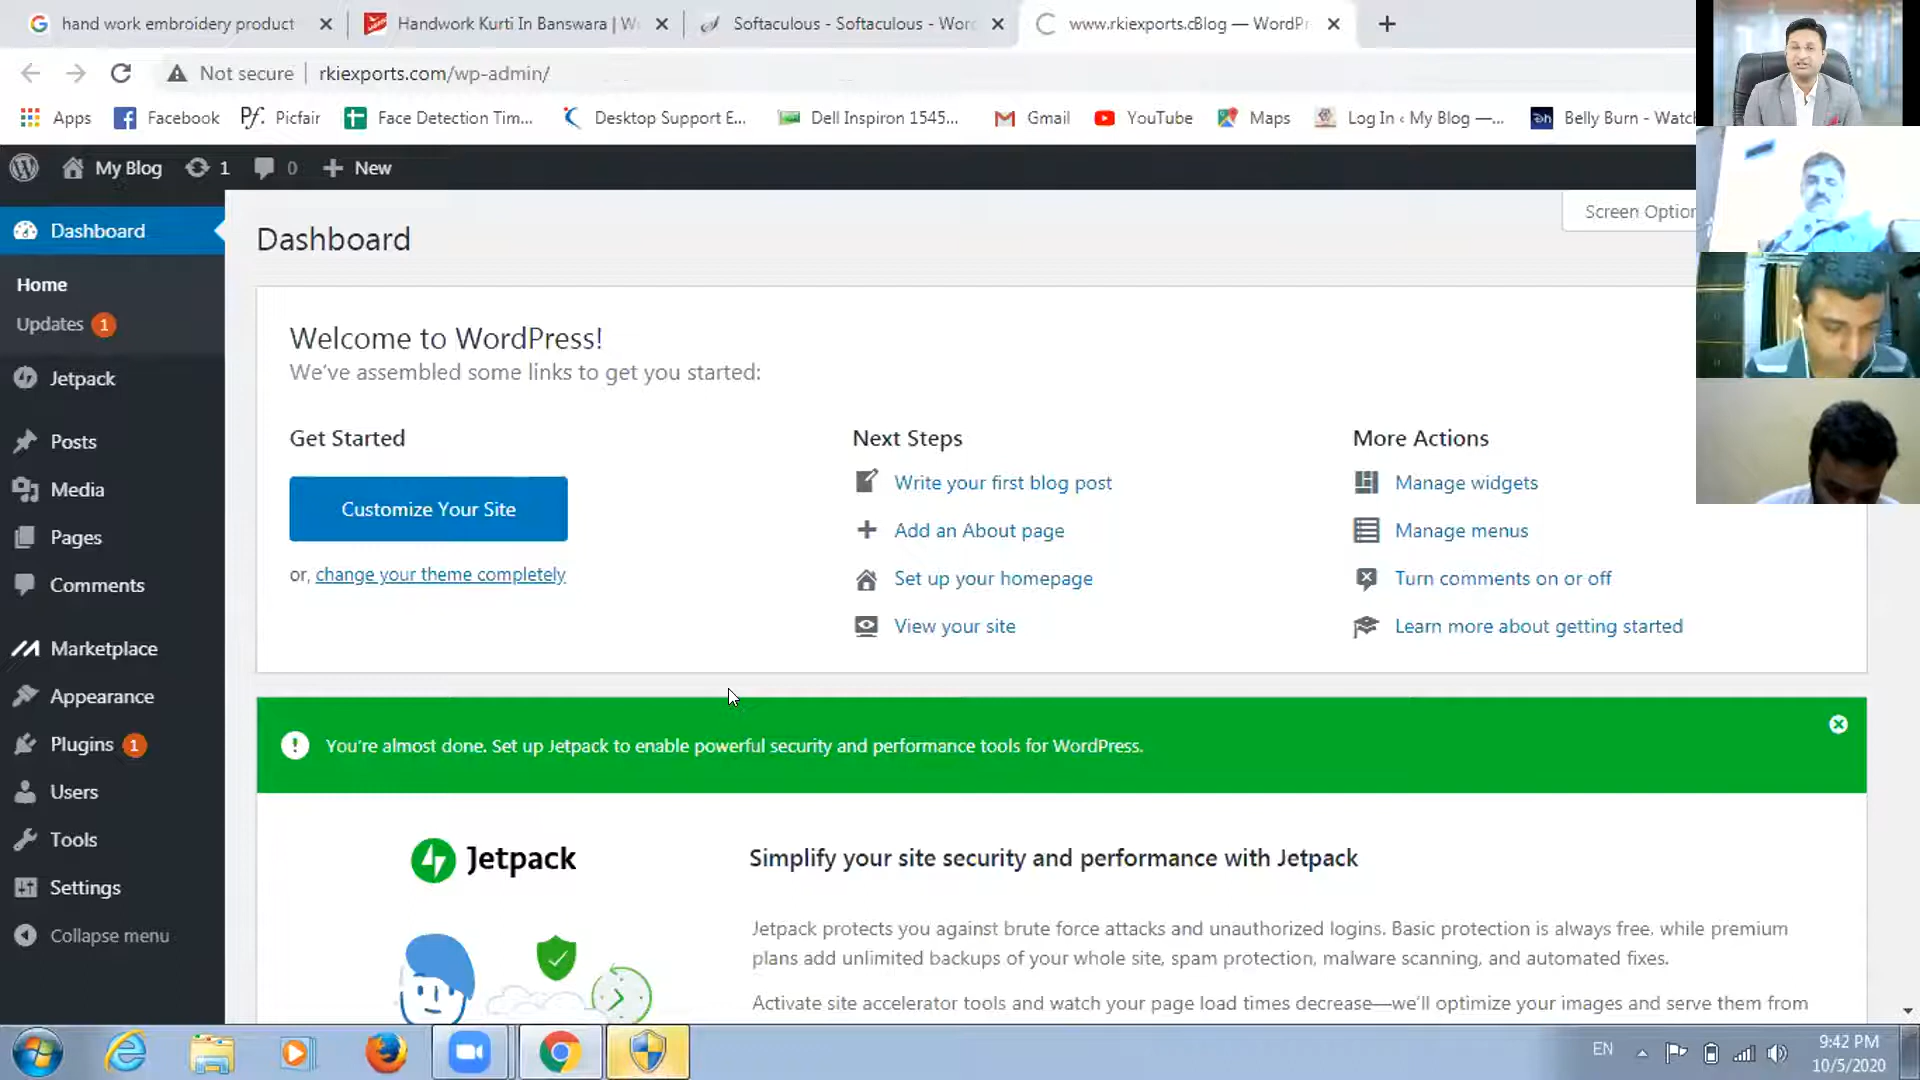 hand work embroidery product
Handwork Kurti In Banswara | W
Softaculous - Softaculous - Wor
www.rkiexports.cBlog — WordPr
Not secure
rkiexports.com/wp-admin/
Apps
Facebook
Pf. Picfair
Face Detection Tim...
Desktop Support E...
Dell Inspiron 1545...
Gmail
YouTube
Maps
Log In ‹ My Blog —...
Belly Burn - Watch
My Blog
1
0
New
Dashboard
Home
Updates 1
Jetpack
Posts
Media
Pages
Comments
Marketplace
Appearance
Plugins 1
Users
Tools
Settings
Collapse menu
Screen Option
Dashboard
Welcome to WordPress!
We've assembled some links to get you started:
Get Started
Customize Your Site
or, change your theme completely
Next Steps
Write your first blog post
Add an About page
Set up your homepage
View your site
More Actions
Manage widgets
Manage menus
Turn comments on or off
Learn more about getting started
You're almost done. Set up Jetpack to enable powerful security and performance tools for WordPress.
Jetpack
Simplify your site security and performance with Jetpack
Jetpack protects you against brute force attacks and unauthorized logins. Basic protection is always free, while premium
plans add unlimited backups of your whole site, spam protection, malware scanning, and automated fixes.
Activate site accelerator tools and watch your page load times decrease—we'll optimize your images and serve them from
EN
9:42 PM
10/5/2020